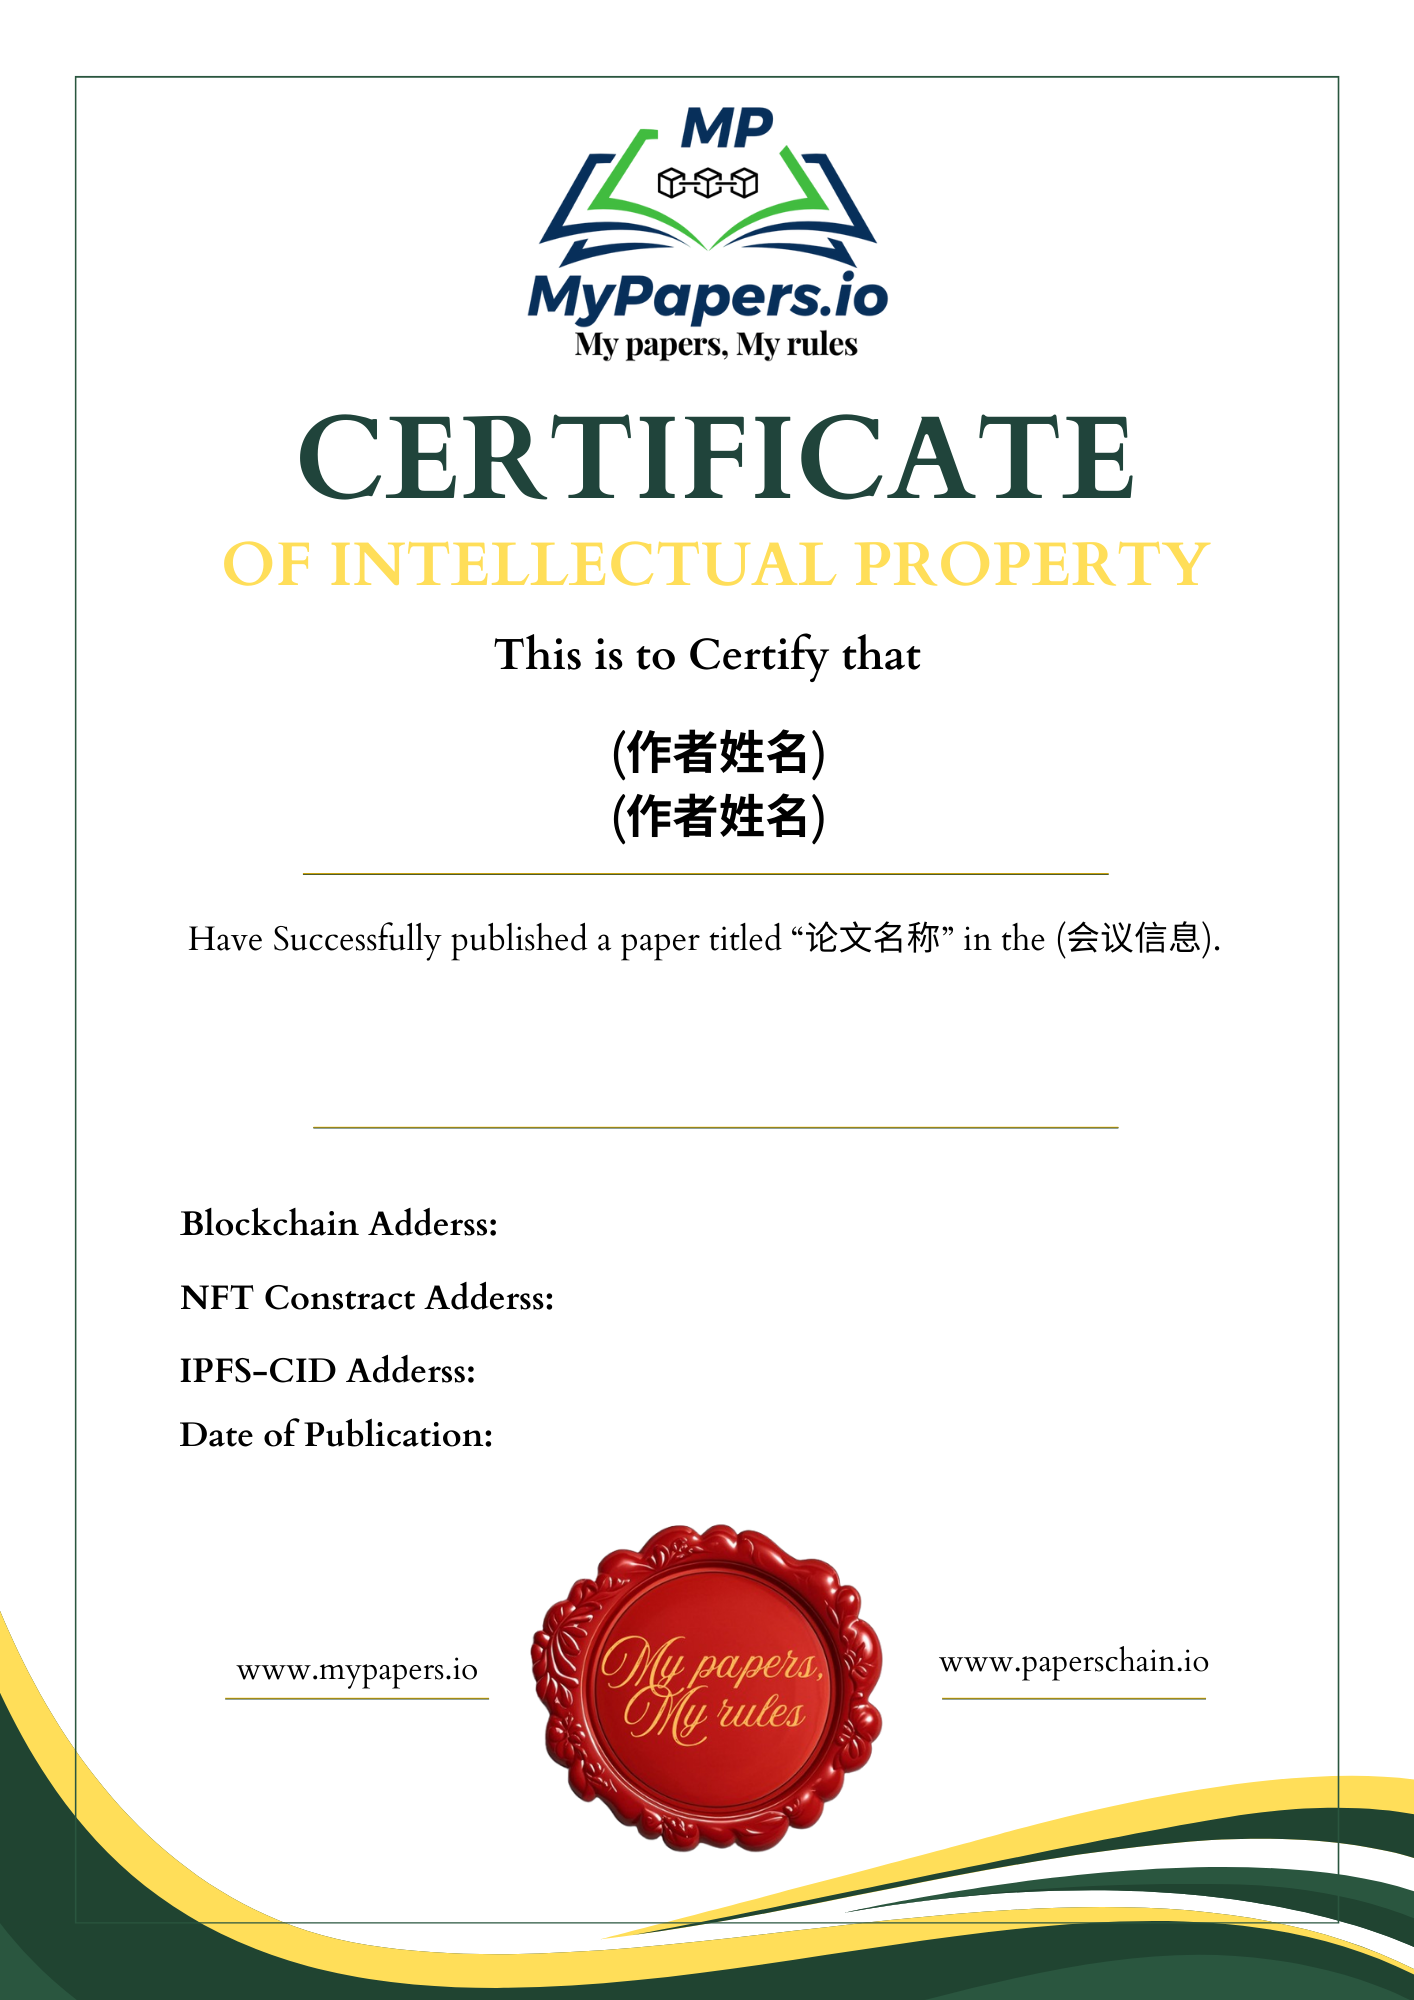 MP
MyPapers.io
My papers, My rules
CERTIFICATE
OF INTELLECTUAL PROPERTY
This is to Certify that
(作者姓名)
(作者姓名)
Have Successfully published a paper titled “论文名称” in the (会议信息).
Blockchain Adderss:
NFT Constract Adderss:
IPFS-CID Adderss:
Date of Publication:
www.mypapers.io
My papers,
My rules
www.paperschain.io